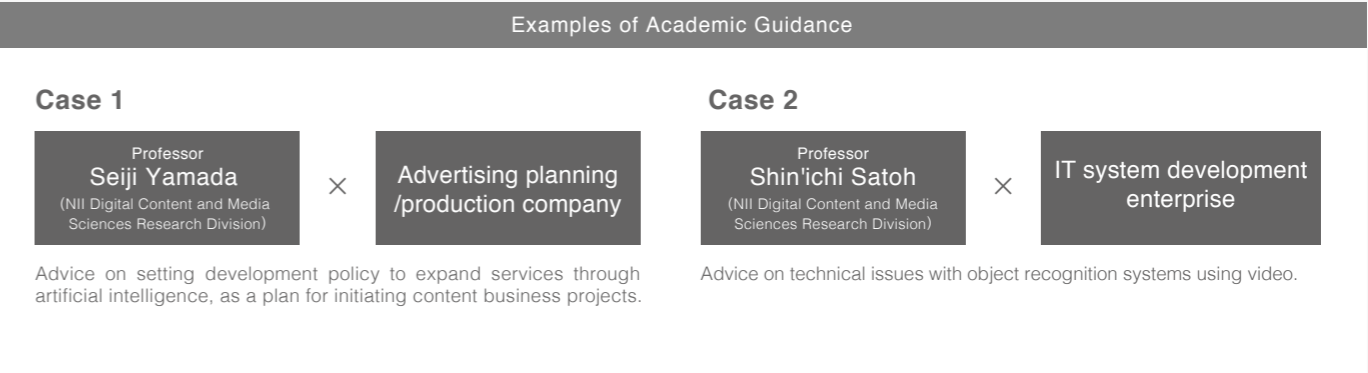 Examples of Academic Guidance
Case 1
Professor
Seiji Yamada
(NII Digital Content and Media
Sciences Research Division)
×
Advertising planning
/production company
Advice on setting development policy to expand services through
artificial intelligence, as a plan for initiating content business projects.
Case 2
Professor
Shin'ichi Satoh
(NII Digital Content and Media
Sciences Research Division)
×
IT system development
enterprise
Advice on technical issues with object recognition systems using video.